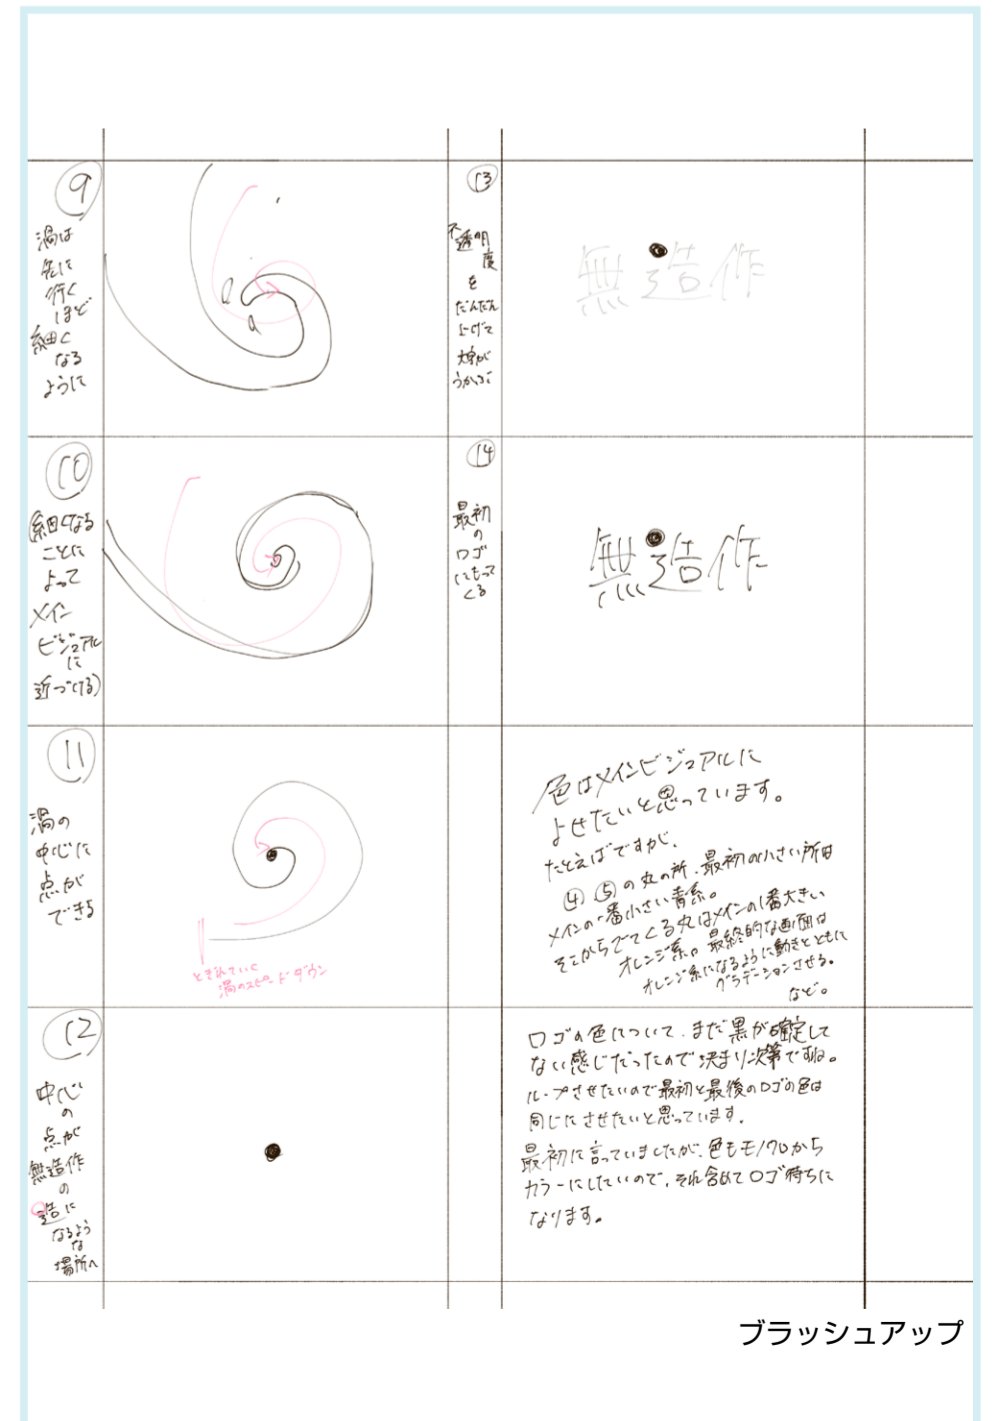 ⑨
渦は
先に
行く
ほど
細く
なる
ように
⑩
(細くなる
ことに
よって
メイン
ビジュアル
に
近づける)
⑪
渦の
中心に
点が
できる
とぎれていく
渦のスピードダウン
⑫
中心
の
点が
無造作
の
造に
なるよう
な
場所へ
⑬
不透明
度
を
だんだん
上げて
文字が
うかぶ
無造作
⑭
最初
の
ロゴ
にもって
くる
無造作
色はメインビジュアルに
よせたいと思っています。
たとえばですが、
④⑤の丸の所、最初の小さい所は
メインの1番小さい青系。
そこからでてくる丸はメインの1番大きい
オレンジ系。最終的な画面は
オレンジ系になるように動きとともに
グラデーションさせる。
など。
ロゴの色について、まだ黒が確定して
ない感じだったので決まり次第ですね。
ループさせたいので最初と最後のロゴの色は
同じにさせたいと思っています。
最初に言っていましたが、色もモノクロから
カラーにしたいので、それ含めてロゴ待ちに
なります。
ブラッシュアップ